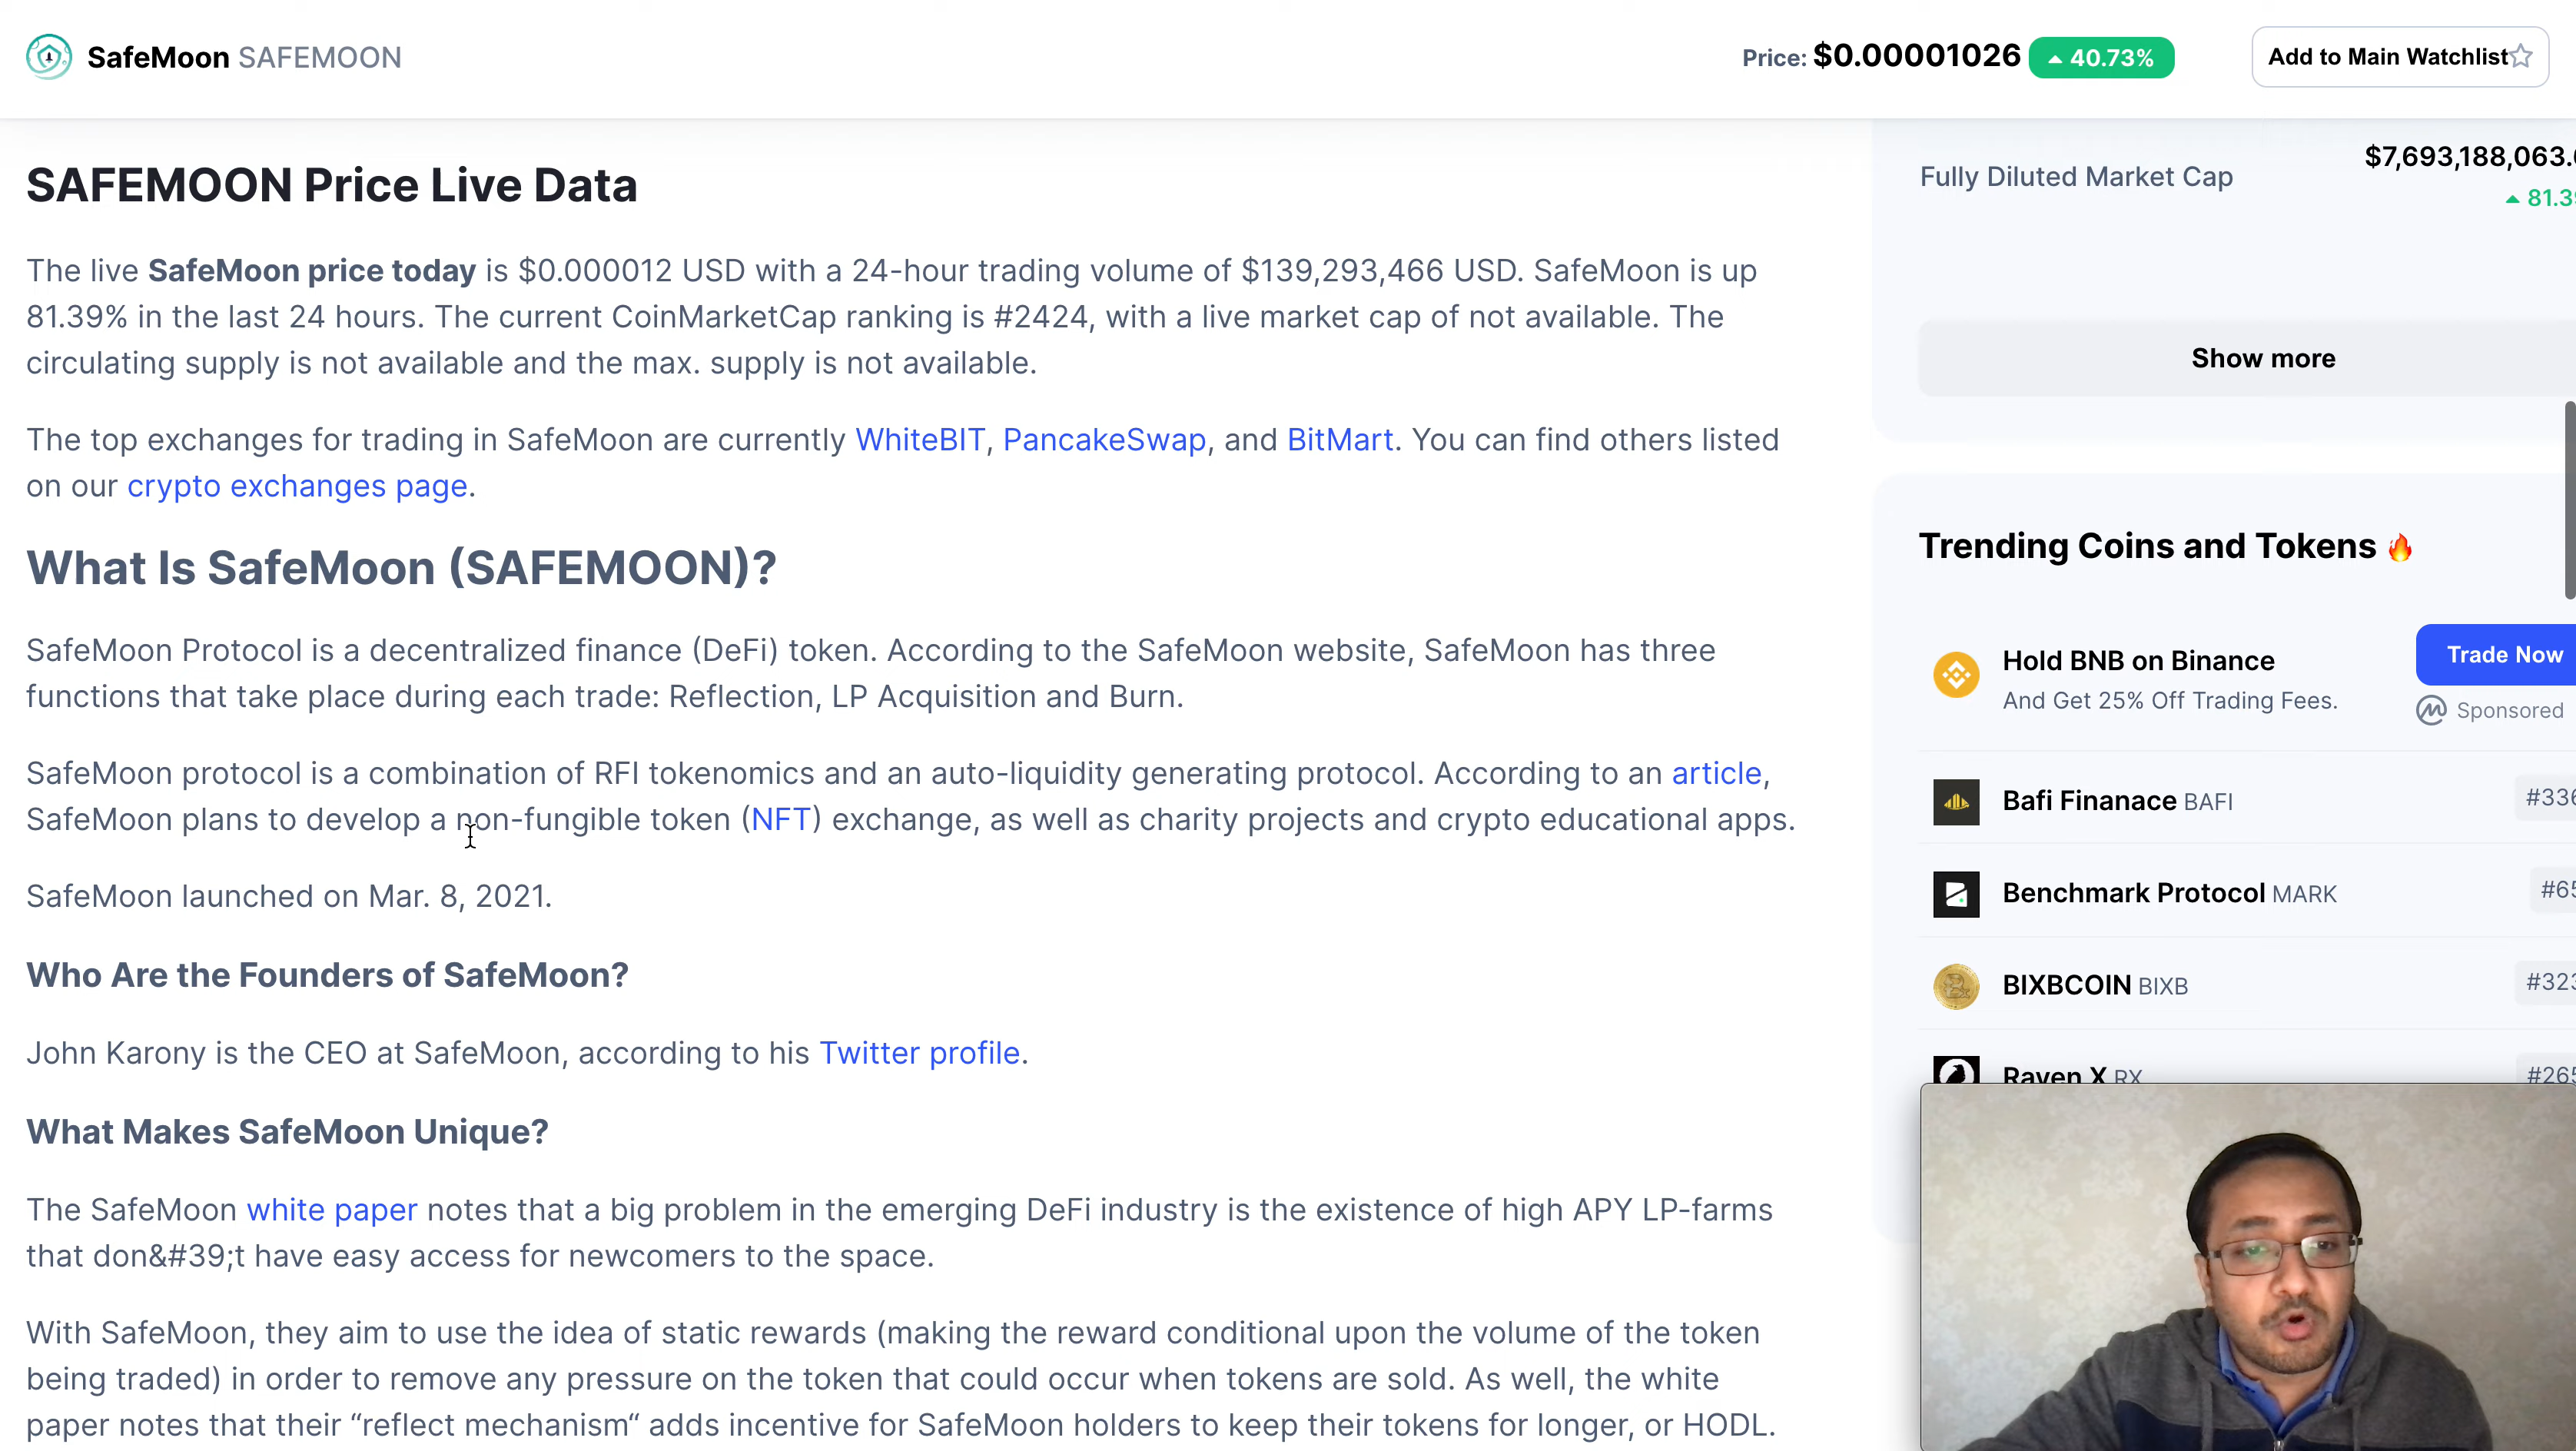 SafeMoon SAFEMOON
Price: $0.00001026 40.73%
Add to Main Watchlist
SAFEMOON Price Live Data
The live SafeMoon price today is $0.000012 USD with a 24-hour trading volume of $139,293,466 USD. SafeMoon is up
81.39% in the last 24 hours. The current CoinMarketCap ranking is #2424, with a live market cap of not available. The
circulating supply is not available and the max. supply is not available.
The top exchanges for trading in SafeMoon are currently WhiteBIT, PancakeSwap, and BitMart. You can find others listed
on our crypto exchanges page.
What Is SafeMoon (SAFEMOON)?
SafeMoon Protocol is a decentralized finance (DeFi) token. According to the SafeMoon website, SafeMoon has three
functions that take place during each trade: Reflection, LP Acquisition and Burn.
SafeMoon protocol is a combination of RFI tokenomics and an auto-liquidity generating protocol. According to an article,
SafeMoon plans to develop a non-fungible token (NFT) exchange, as well as charity projects and crypto educational apps.
SafeMoon launched on Mar. 8, 2021.
Who Are the Founders of SafeMoon?
John Karony is the CEO at SafeMoon, according to his Twitter profile.
What Makes SafeMoon Unique?
The SafeMoon white paper notes that a big problem in the emerging DeFi industry is the existence of high APY LP-farms
that don&#39;t have easy access for newcomers to the space.
With SafeMoon, they aim to use the idea of static rewards (making the reward conditional upon the volume of the token
being traded) in order to remove any pressure on the token that could occur when tokens are sold. As well, the white
paper notes that their “reflect mechanism“ adds incentive for SafeMoon holders to keep their tokens for longer, or HODL.
Fully Diluted Market Cap
$7,693,188,063.
81.3
Show more
Trending Coins and Tokens
Hold BNB on Binance
And Get 25% Off Trading Fees.
Trade Now
Sponsored
Bafi Finanace BAFI
#336
Benchmark Protocol MARK
#65
BIXBCOIN BIXB
#323
Raven X RX
#265